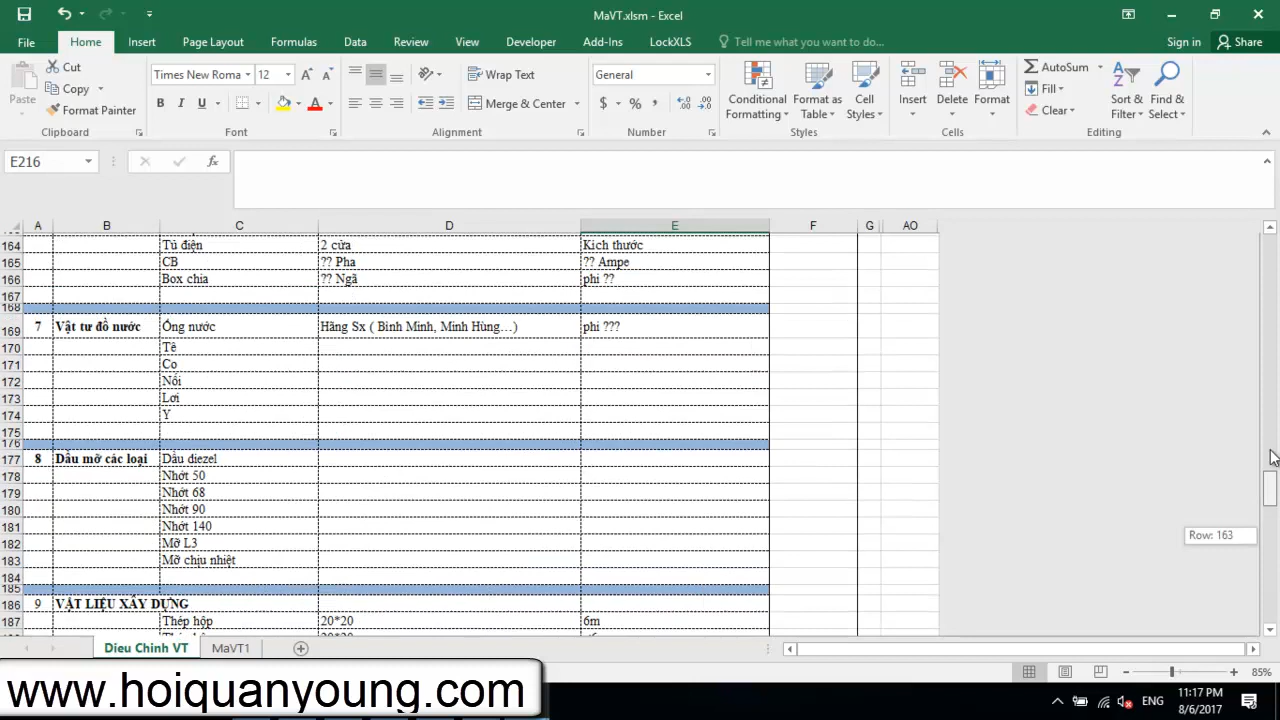 MaVT.xlsm - Excel
File Home Insert Page Layout Formulas Data Review View Developer Add-Ins LockXLS Tell me what you want to do... Sign in Share
Paste
Cut
Copy
Format Painter
Clipboard
Times New Roma 12
B I U
Font
Wrap Text
Merge & Center
Alignment
General
$ % ,
Number
Conditional Formatting
Format as Table
Cell Styles
Styles
Insert
Delete
Format
Cells
AutoSum
Fill
Clear
Sort & Filter
Find & Select
Editing
E216
fx
A B C D E F G AO
164 Tủ điện 2 cửa Kich thước
165 CB ?? Pha ?? Ampe
166 Box chia ?? Ngã phi ??
167
168
169 7 Vật tư đồ nước Ống nước Hãng Sx ( Bình Minh, Minh Hùng…) phi ???
170 Tê
171 Co
172 Nối
173 Lơi
174 Y
175
176
177 8 Dầu mỡ các loại Dầu diezel
178 Nhớt 50
179 Nhớt 68
180 Nhớt 90
181 Nhớt 140
182 Mỡ L3
183 Mỡ chịu nhiệt
184
185
186 9 VẬT LIỆU XÂY DỰNG
187 Thép hộp 20*20 6m
Row: 163
Dieu Chinh VT MaVT1
85%
www.hoiquanyoung.com
ENG
11:17 PM
8/6/2017